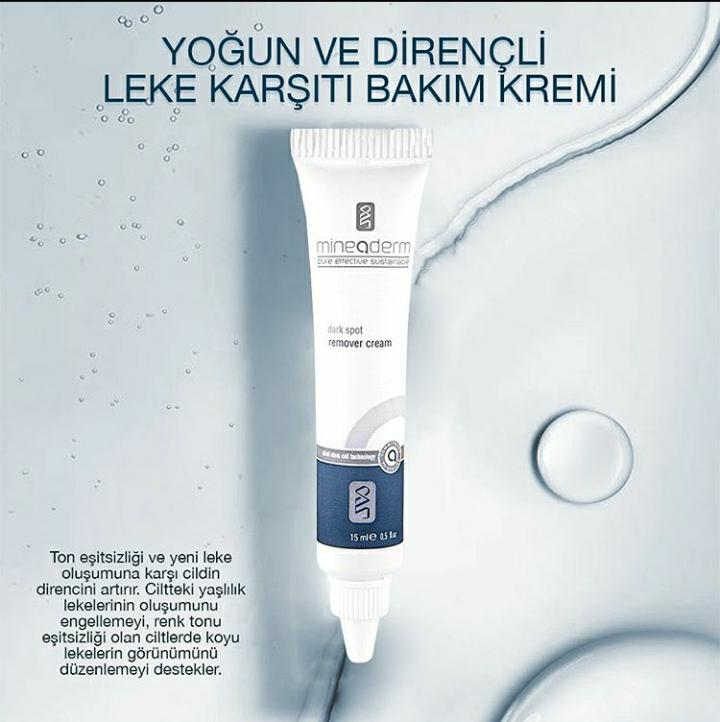 YOĞUN VE DİRENÇLİ
LEKE KARŞITI BAKIM KREMİ
mineaderm
pure effective sustainable
dark spot
remover cream
plant stem cell technology
15 ml e 0,5 fl oz
Ton eşitsizliği ve yeni leke
oluşumuna karşı cildin
direncini artırır. Ciltteki yaşlılık
lekelerinin oluşumunu
engellemeyi, renk tonu
eşitsizliği olan ciltlerde koyu
lekelerin görünümünü
düzenlemeyi destekler.